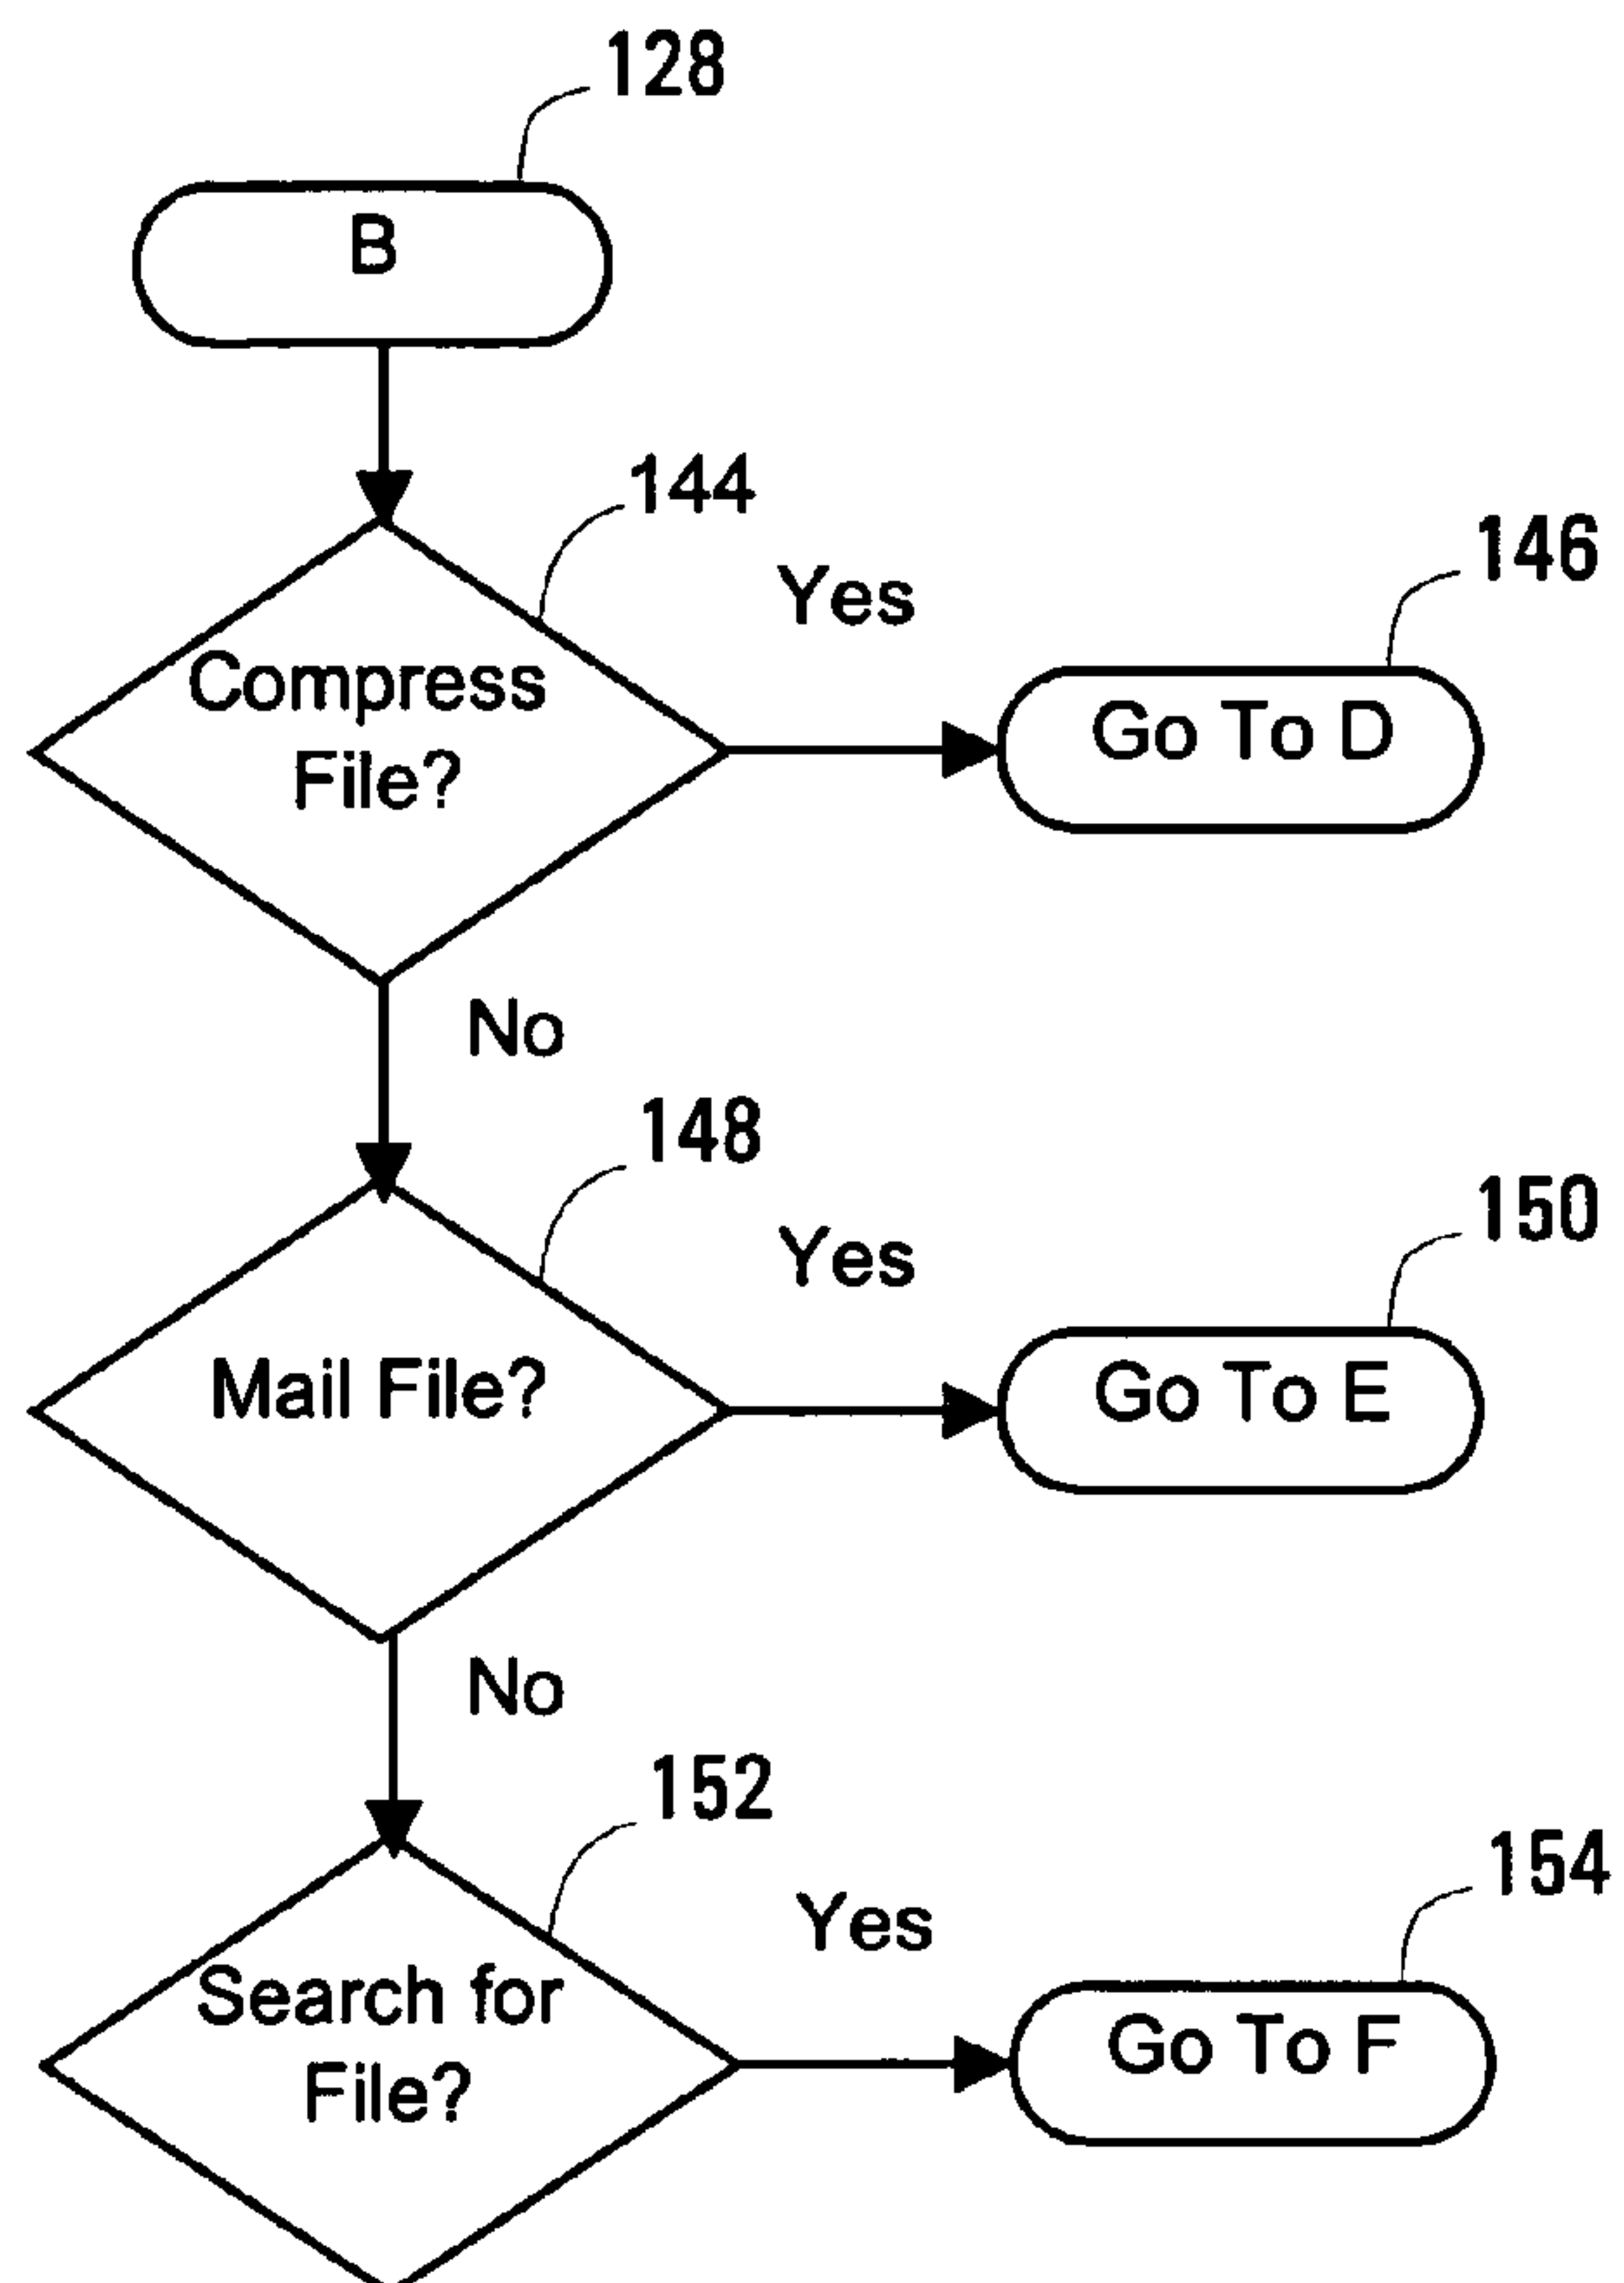 128
B
144
Yes
146
Compress
File?
Go To D
No
148
Yes
150
Mail File?
Go To E
No
152
Yes
154
Search for
File?
Go To F